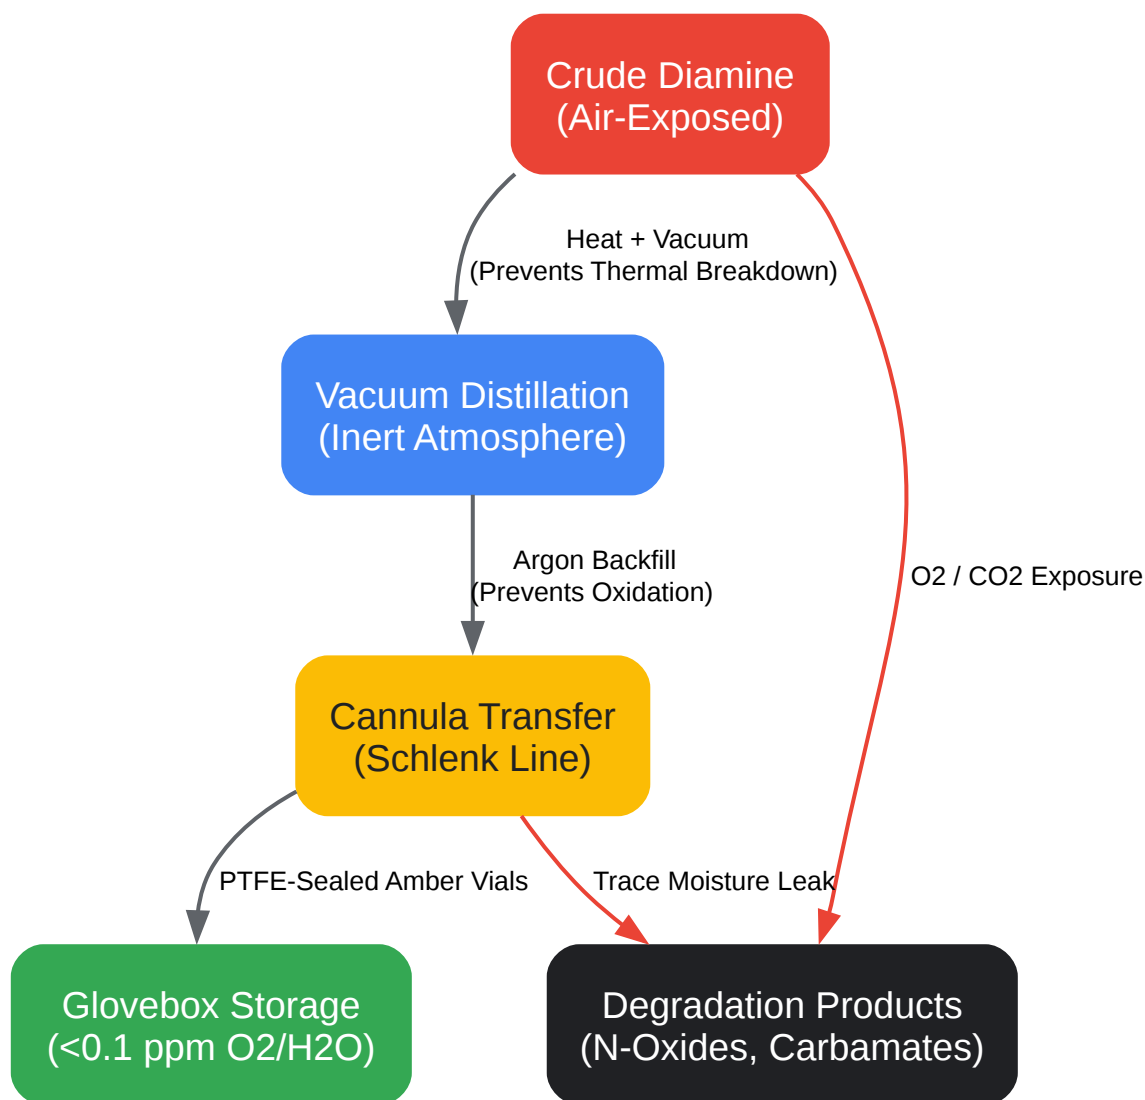 Crude Diamine
(Air-Exposed)
Heat + Vacuum
(Prevents Thermal Breakdown)
Vacuum Distillation
(Inert Atmosphere)
Argon Backfill
(Prevents Oxidation)
O2 / CO2 Exposure
Cannula Transfer
(Schlenk Line)
PTFE-Sealed Amber Vials
Trace Moisture Leak
Glovebox Storage
(<0.1 ppm O2/H2O)
Degradation Products
(N-Oxides, Carbamates)